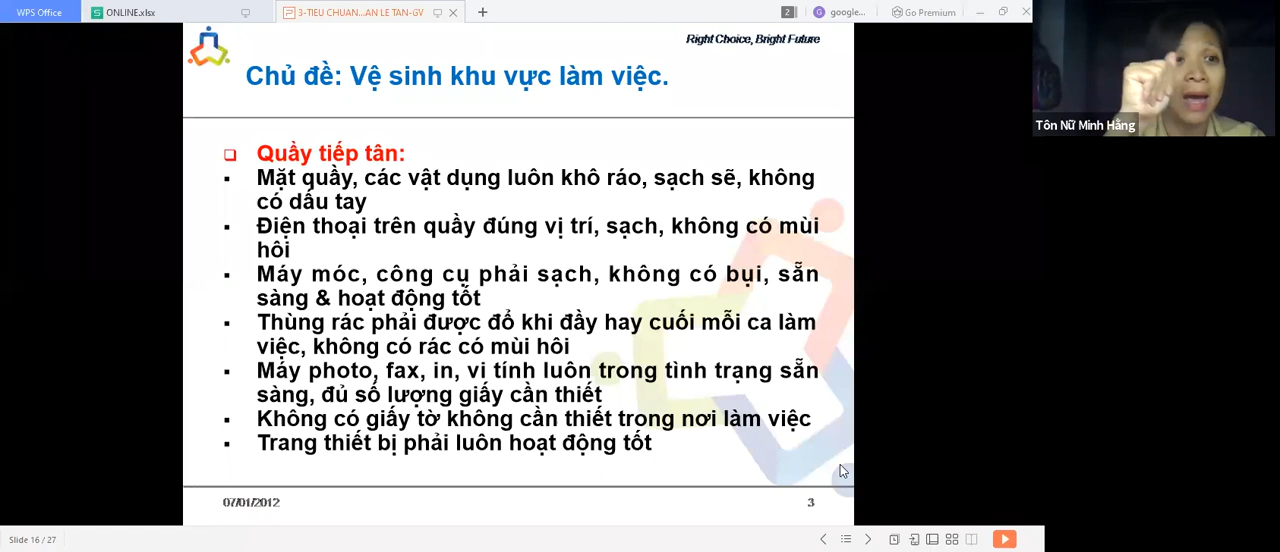 WPS Office
ONLINE.xlsx
3-TIEU CHUAN...AN LE TAN-GV
2
G google...
Go Premium
Right Choice, Bright Future
Chủ đề: Vệ sinh khu vực làm việc.
Tôn Nữ Minh Hằng
Quầy tiếp tân:
Mặt quầy, các vật dụng luôn khô ráo, sạch sẽ, không
có dấu tay
Điện thoại trên quầy đúng vị trí, sạch, không có mùi
hôi
Máy móc, công cụ phải sạch, không có bụi, sẵn
sàng & hoạt động tốt
Thùng rác phải được đổ khi đầy hay cuối mỗi ca làm
việc, không có rác có mùi hôi
Máy photo, fax, in, vi tính luôn trong tình trạng sẵn
sàng, đủ số lượng giấy cần thiết
Không có giấy tờ không cần thiết trong nơi làm việc
Trang thiết bị phải luôn hoạt động tốt
07/01/2012
3
Slide 16 / 27